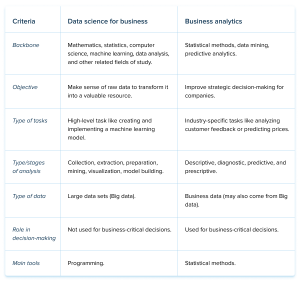 Criteria Data science for business Business analytics
Backbone Mathematics, statistics, computer Statistical methods, data mining,
science, machine learning, data analysis, predictive analytics.
and other related fields of study.
Objective Make sense of raw data to transform it Improve strategic decision-making for
into a valuable resource. companies.
Type of tasks High-level task like creating and Industry-specific tasks like analyzing
implementing a machine learning customer feedback or predicting prices.
model.
Type/stages Collection, extraction, preparation, Descriptive, diagnostic, predictive, and
of analysis mining, visualization, model building. prescriptive.
Type of data Large data sets (Big data). Business data (may also come from Big
data).
Role in Not used for business-critical decisions. Used for business-critical decisions.
decision-making
Main tools Programming. Statistical methods.